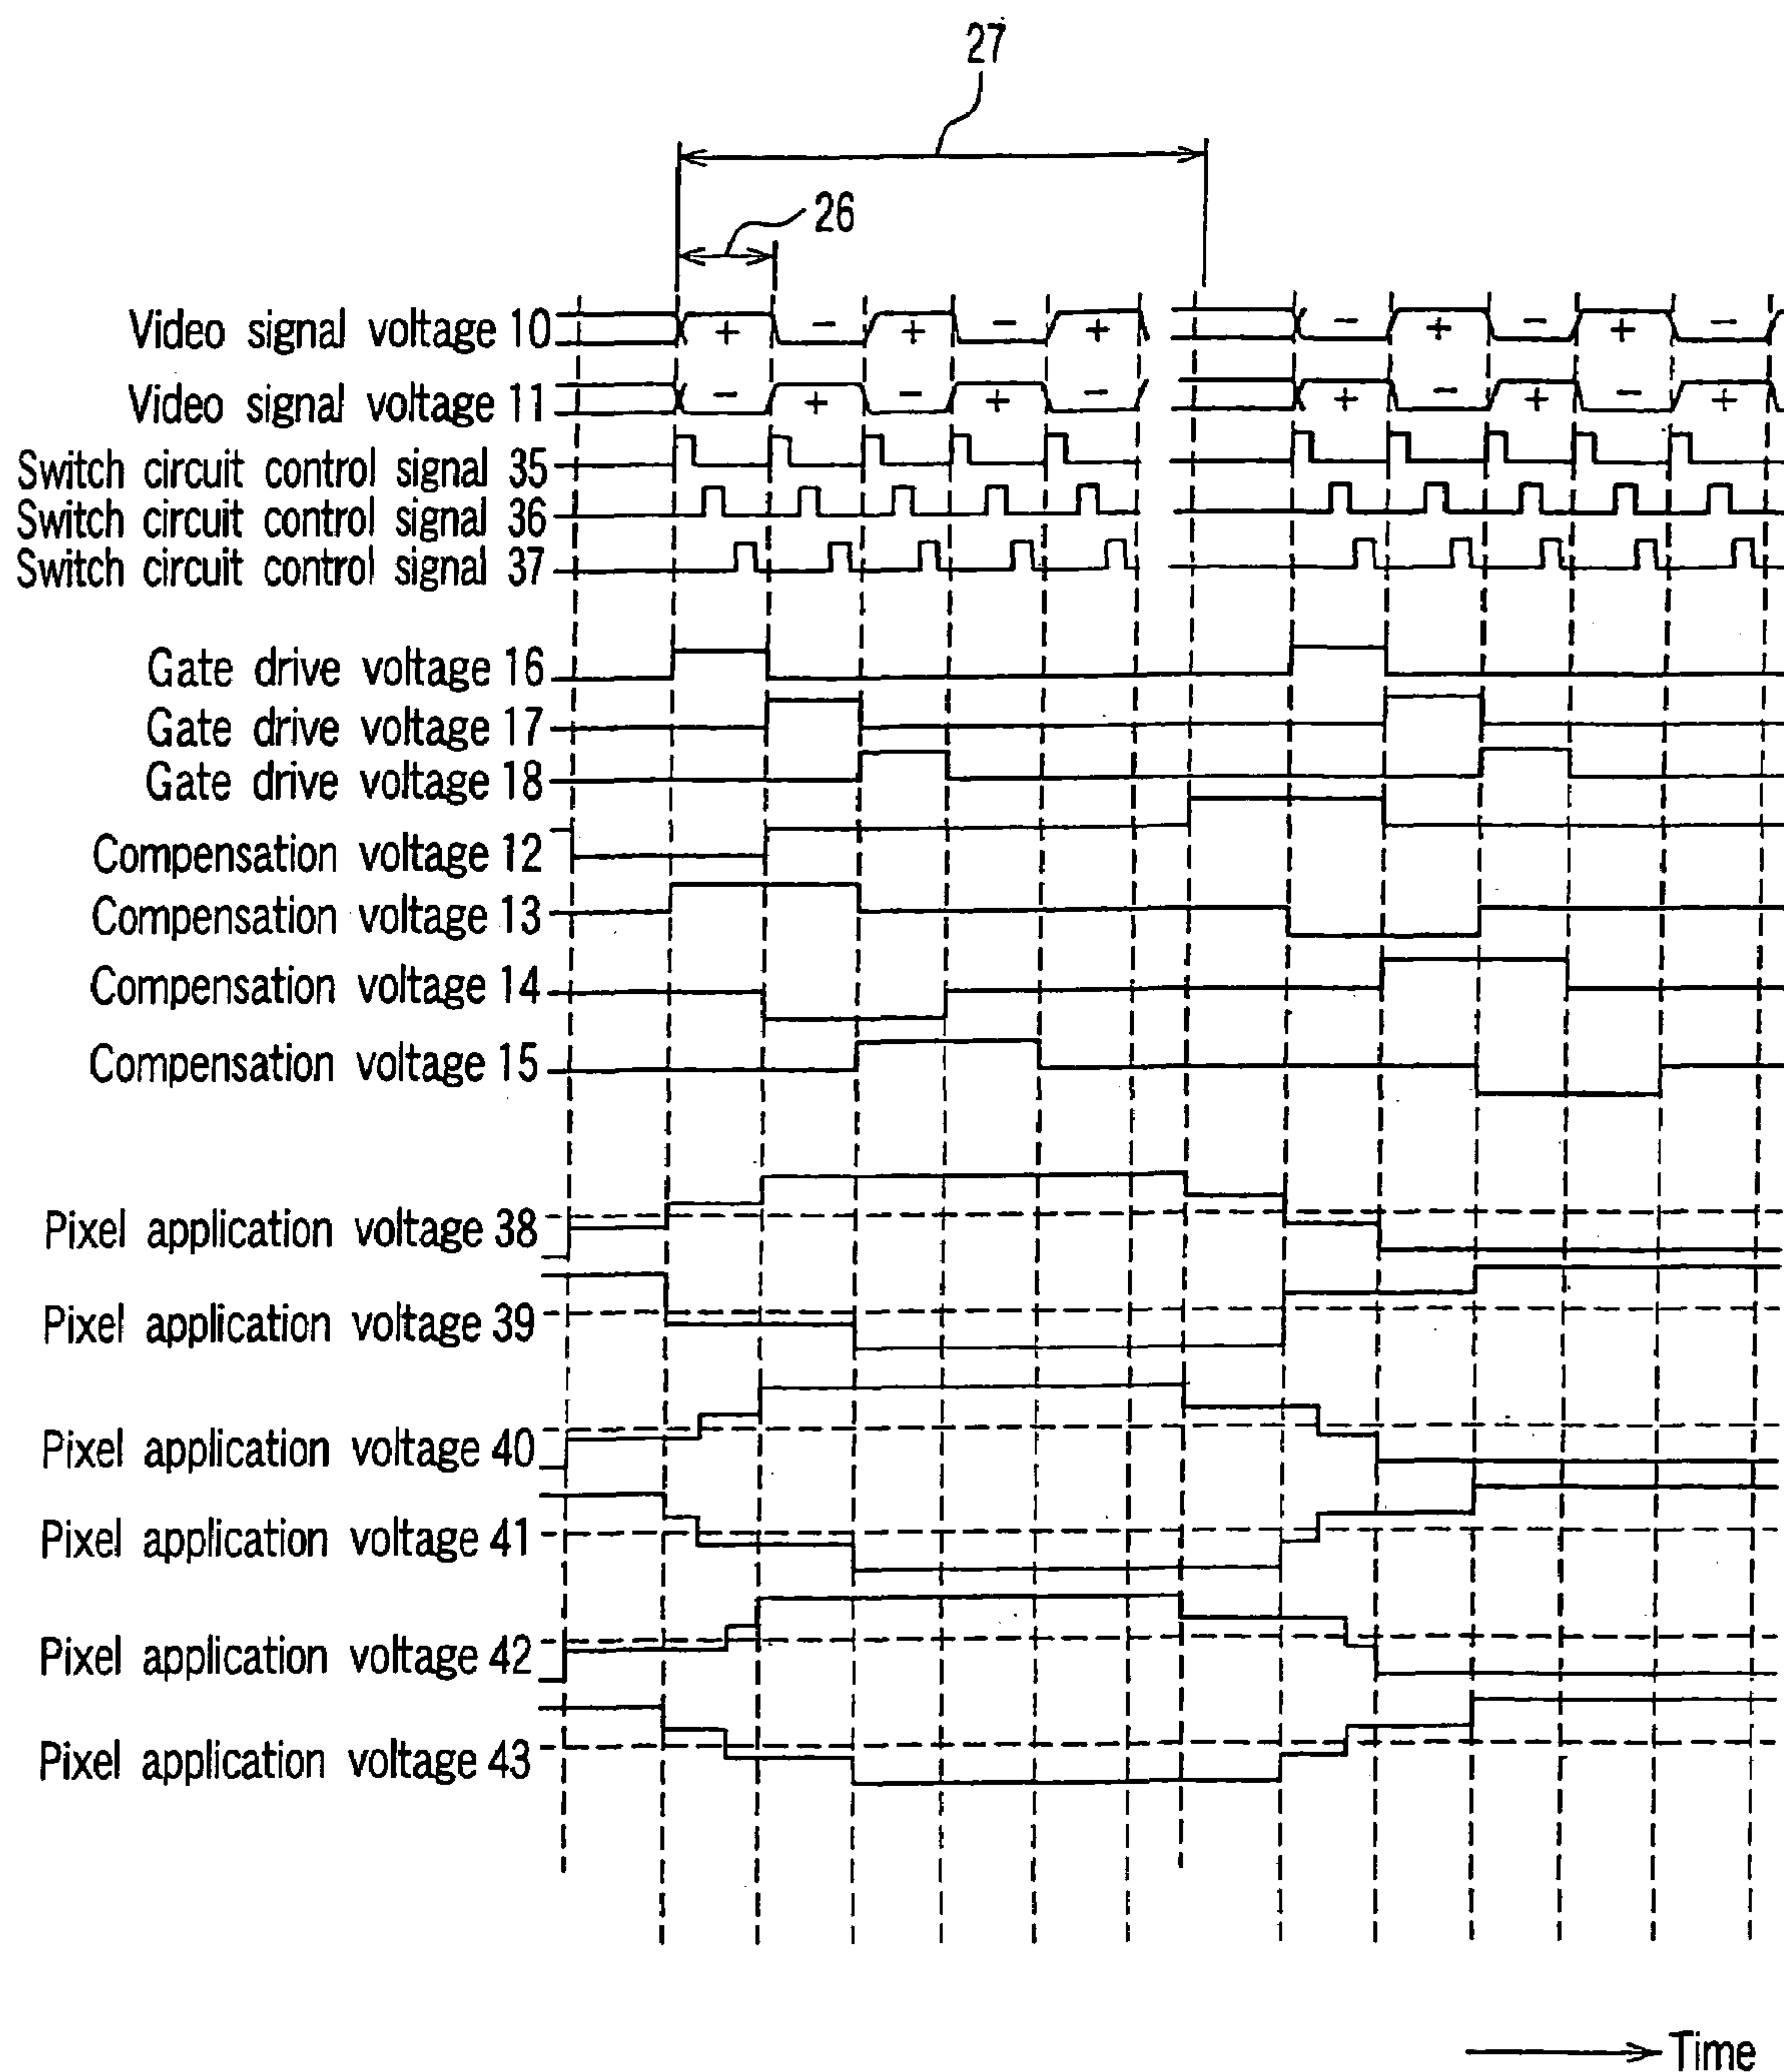 27
26
Video signal voltage 10
+ − + − + − + − + −
Video signal voltage 11
− + − + − + − + − +
Switch circuit control signal 35
Switch circuit control signal 36
Switch circuit control signal 37
Gate drive voltage 16
Gate drive voltage 17
Gate drive voltage 18
Compensation voltage 12
Compensation voltage 13
Compensation voltage 14
Compensation voltage 15
Pixel application voltage 38
Pixel application voltage 39
Pixel application voltage 40
Pixel application voltage 41
Pixel application voltage 42
Pixel application voltage 43
Time